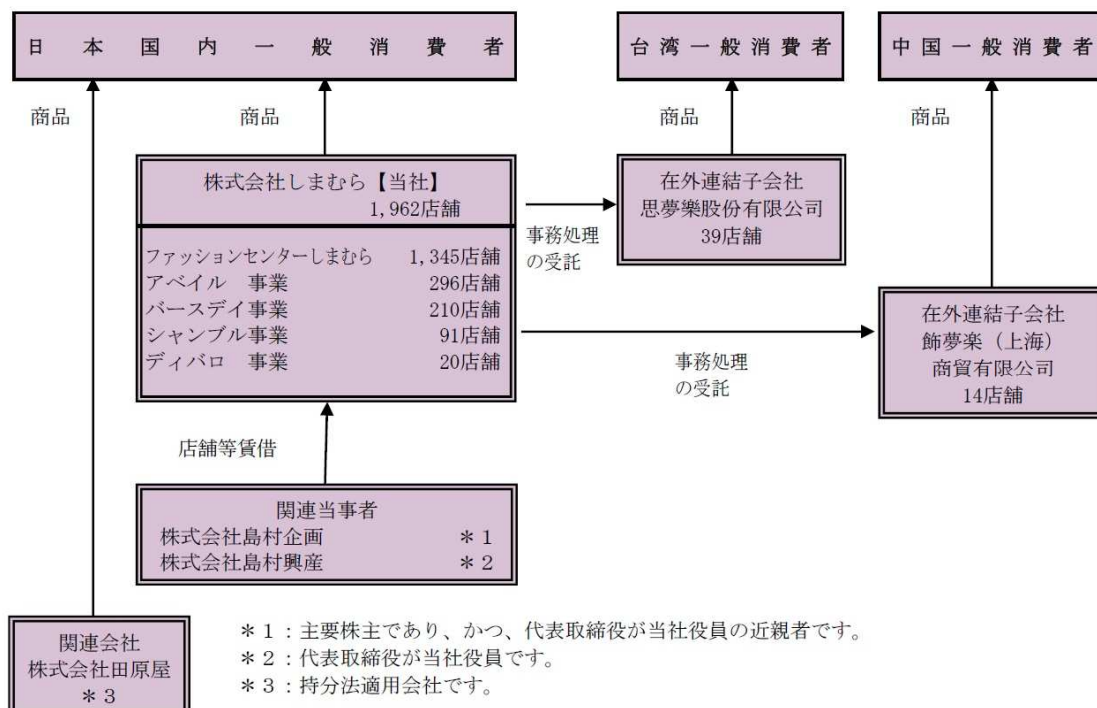 日本国内一般消費者
台湾一般消費者
中国一般消費者
商品
商品
商品
商品
株式会社しまむら【当社】
1,962店舗
ファッションセンターしまむら 1,345店舗
アベイル 事業 296店舗
バースデイ事業 210店舗
シャンブル事業 91店舗
ディバロ 事業 20店舗
事務処理
の受託
在外連結子会社
思夢樂股份有限公司
39店舗
事務処理
の受託
在外連結子会社
飾夢楽（上海）
商貿有限公司
14店舗
店舗等賃借
関連当事者
株式会社島村企画 ＊1
株式会社島村興産 ＊2
関連会社
株式会社田原屋
＊3
＊1：主要株主であり、かつ、代表取締役が当社役員の近親者です。
＊2：代表取締役が当社役員です。
＊3：持分法適用会社です。